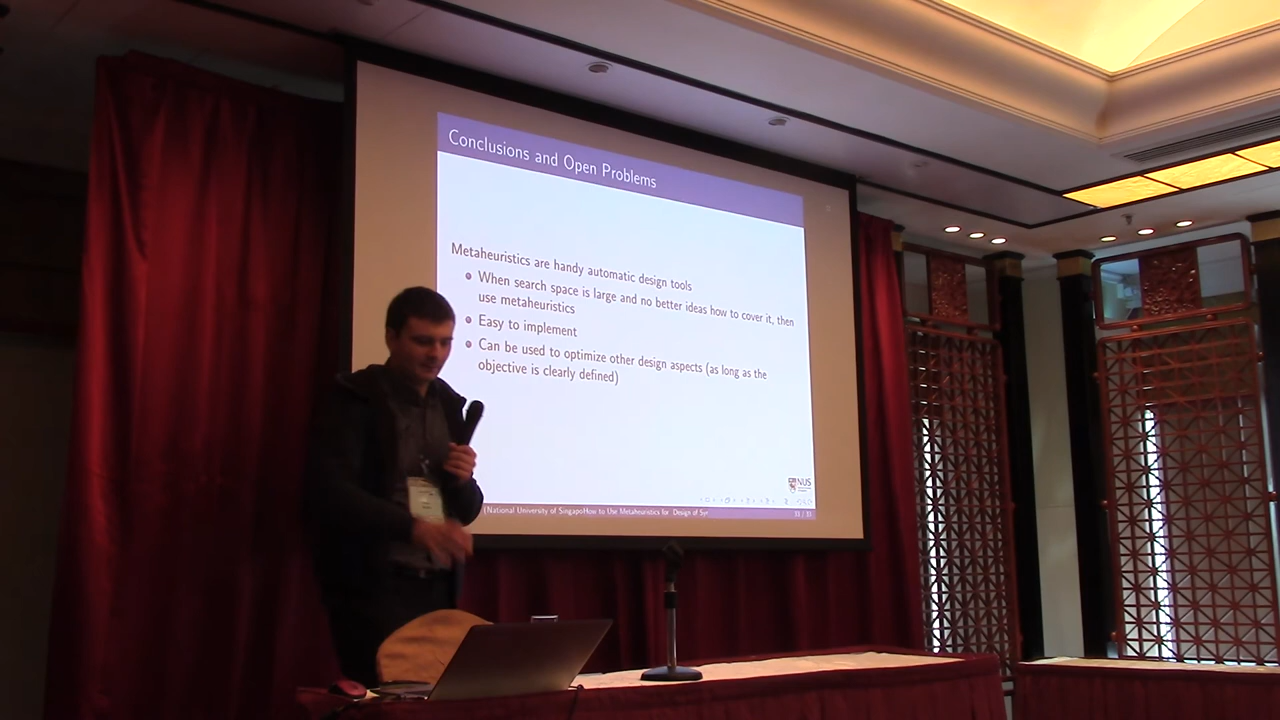 Conclusions and Open Problems
Metaheuristics are handy automatic design tools
When search space is large and no better ideas how to cover it, then
use metaheuristics
Easy to implement
Can be used to optimize other design aspects (as long as the
objective is clearly defined)
NUS
(National University of SingapoHow to Use Metaheuristics for Design of Sy